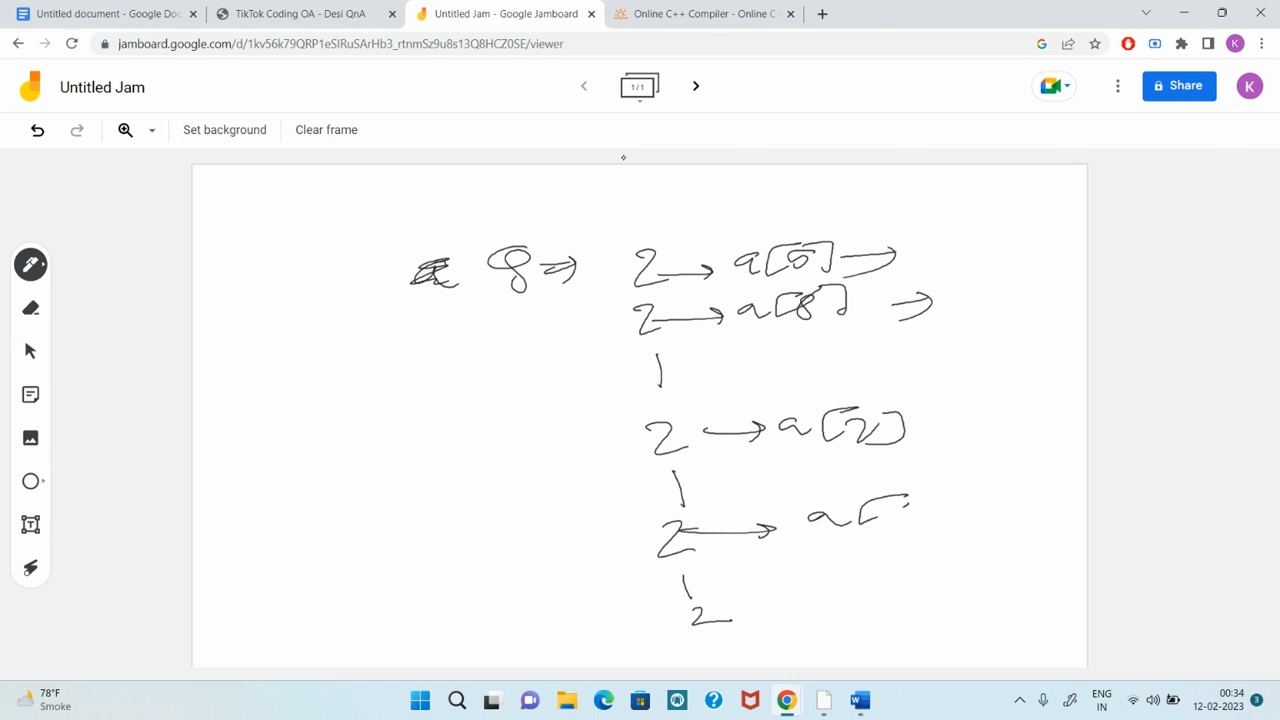 Untitled document - Google Doc
TikTok Coding OA - Desi QnA
Untitled Jam - Google Jamboard
Online C++ Compiler - Online C
jamboard.google.com/d/1kv56k79QRP1eSIRuSArHb3_rtnmSz9u8s13Q8HCZ0SE/viewer
K
Untitled Jam
1/1
Share
K
Set background
Clear frame
8 ⇒ 2 → a[5] →
2 → a[8] →
2 → a[2]
2 → a[
2
78°F
Smoke
ENG
IN
00:34
12-02-2023
3